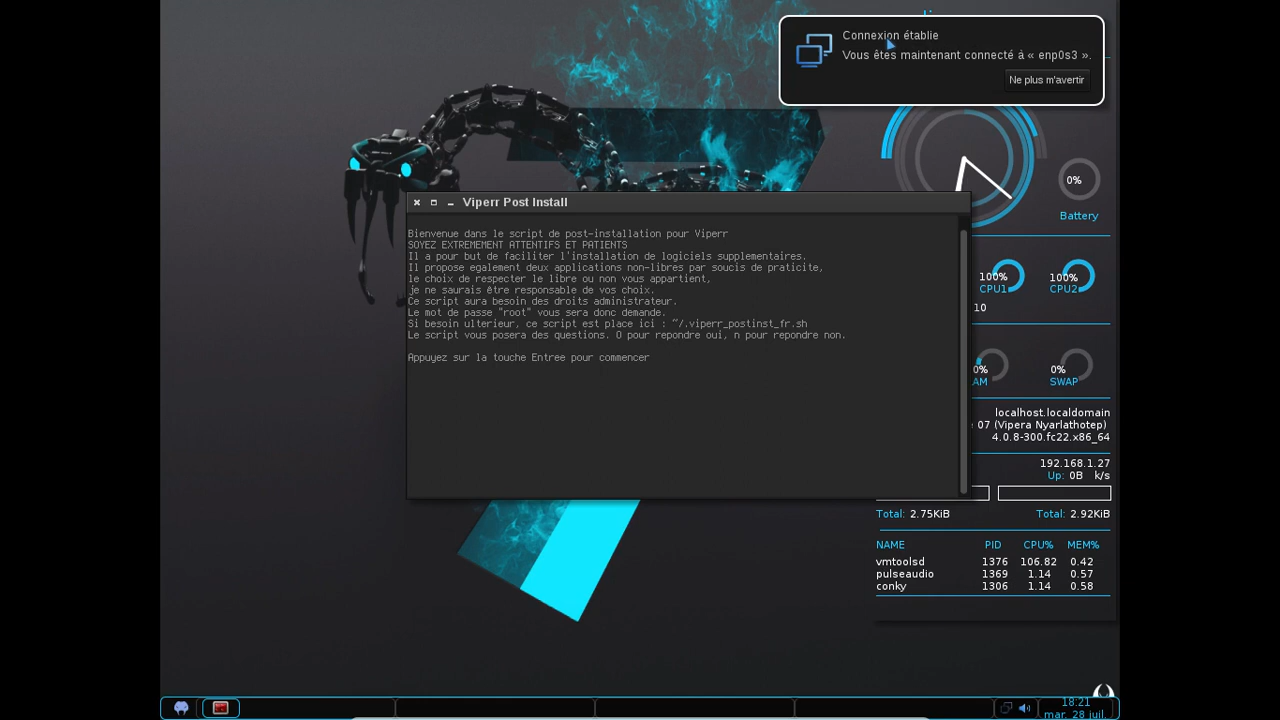 Connexion établie
Vous êtes maintenant connecté à « enp0s3 ».
Ne plus m'avertir
0%
Battery
Viperr Post Install
Bienvenue dans le script de post-installation pour Viperr
SOYEZ EXTREMEMENT ATTENTIFS ET PATIENTS
Il a pour but de faciliter l'installation de logiciels supplementaires.
Il propose egalement deux applications non-libres par soucis de praticite,
le choix de respecter le libre ou non vous appartient,
je ne saurais être responsable de vos choix.
Ce script aura besoin des droits administrateur.
Le mot de passe "root" vous sera donc demande.
Si besoin ulterieur, ce script est place ici : ~/.viperr_postinst_fr.sh
Le script vous posera des questions. O pour repondre oui, n pour repondre non.
Appuyez sur la touche Entree pour commencer
100% 100%
CPU1 CPU2
10
0% 0%
AM SWAP
localhost.localdomain
07 (Vipera Nyarlathotep)
4.0.8-300.fc22.x86_64
192.168.1.27
Up: 0B k/s
Total: 2.75KiB Total: 2.92KiB
NAME PID CPU% MEM%
vmtoolsd 1376 106.82 0.42
pulseaudio 1369 1.14 0.57
conky 1306 1.14 0.58
18:21
mar. 28 juil.